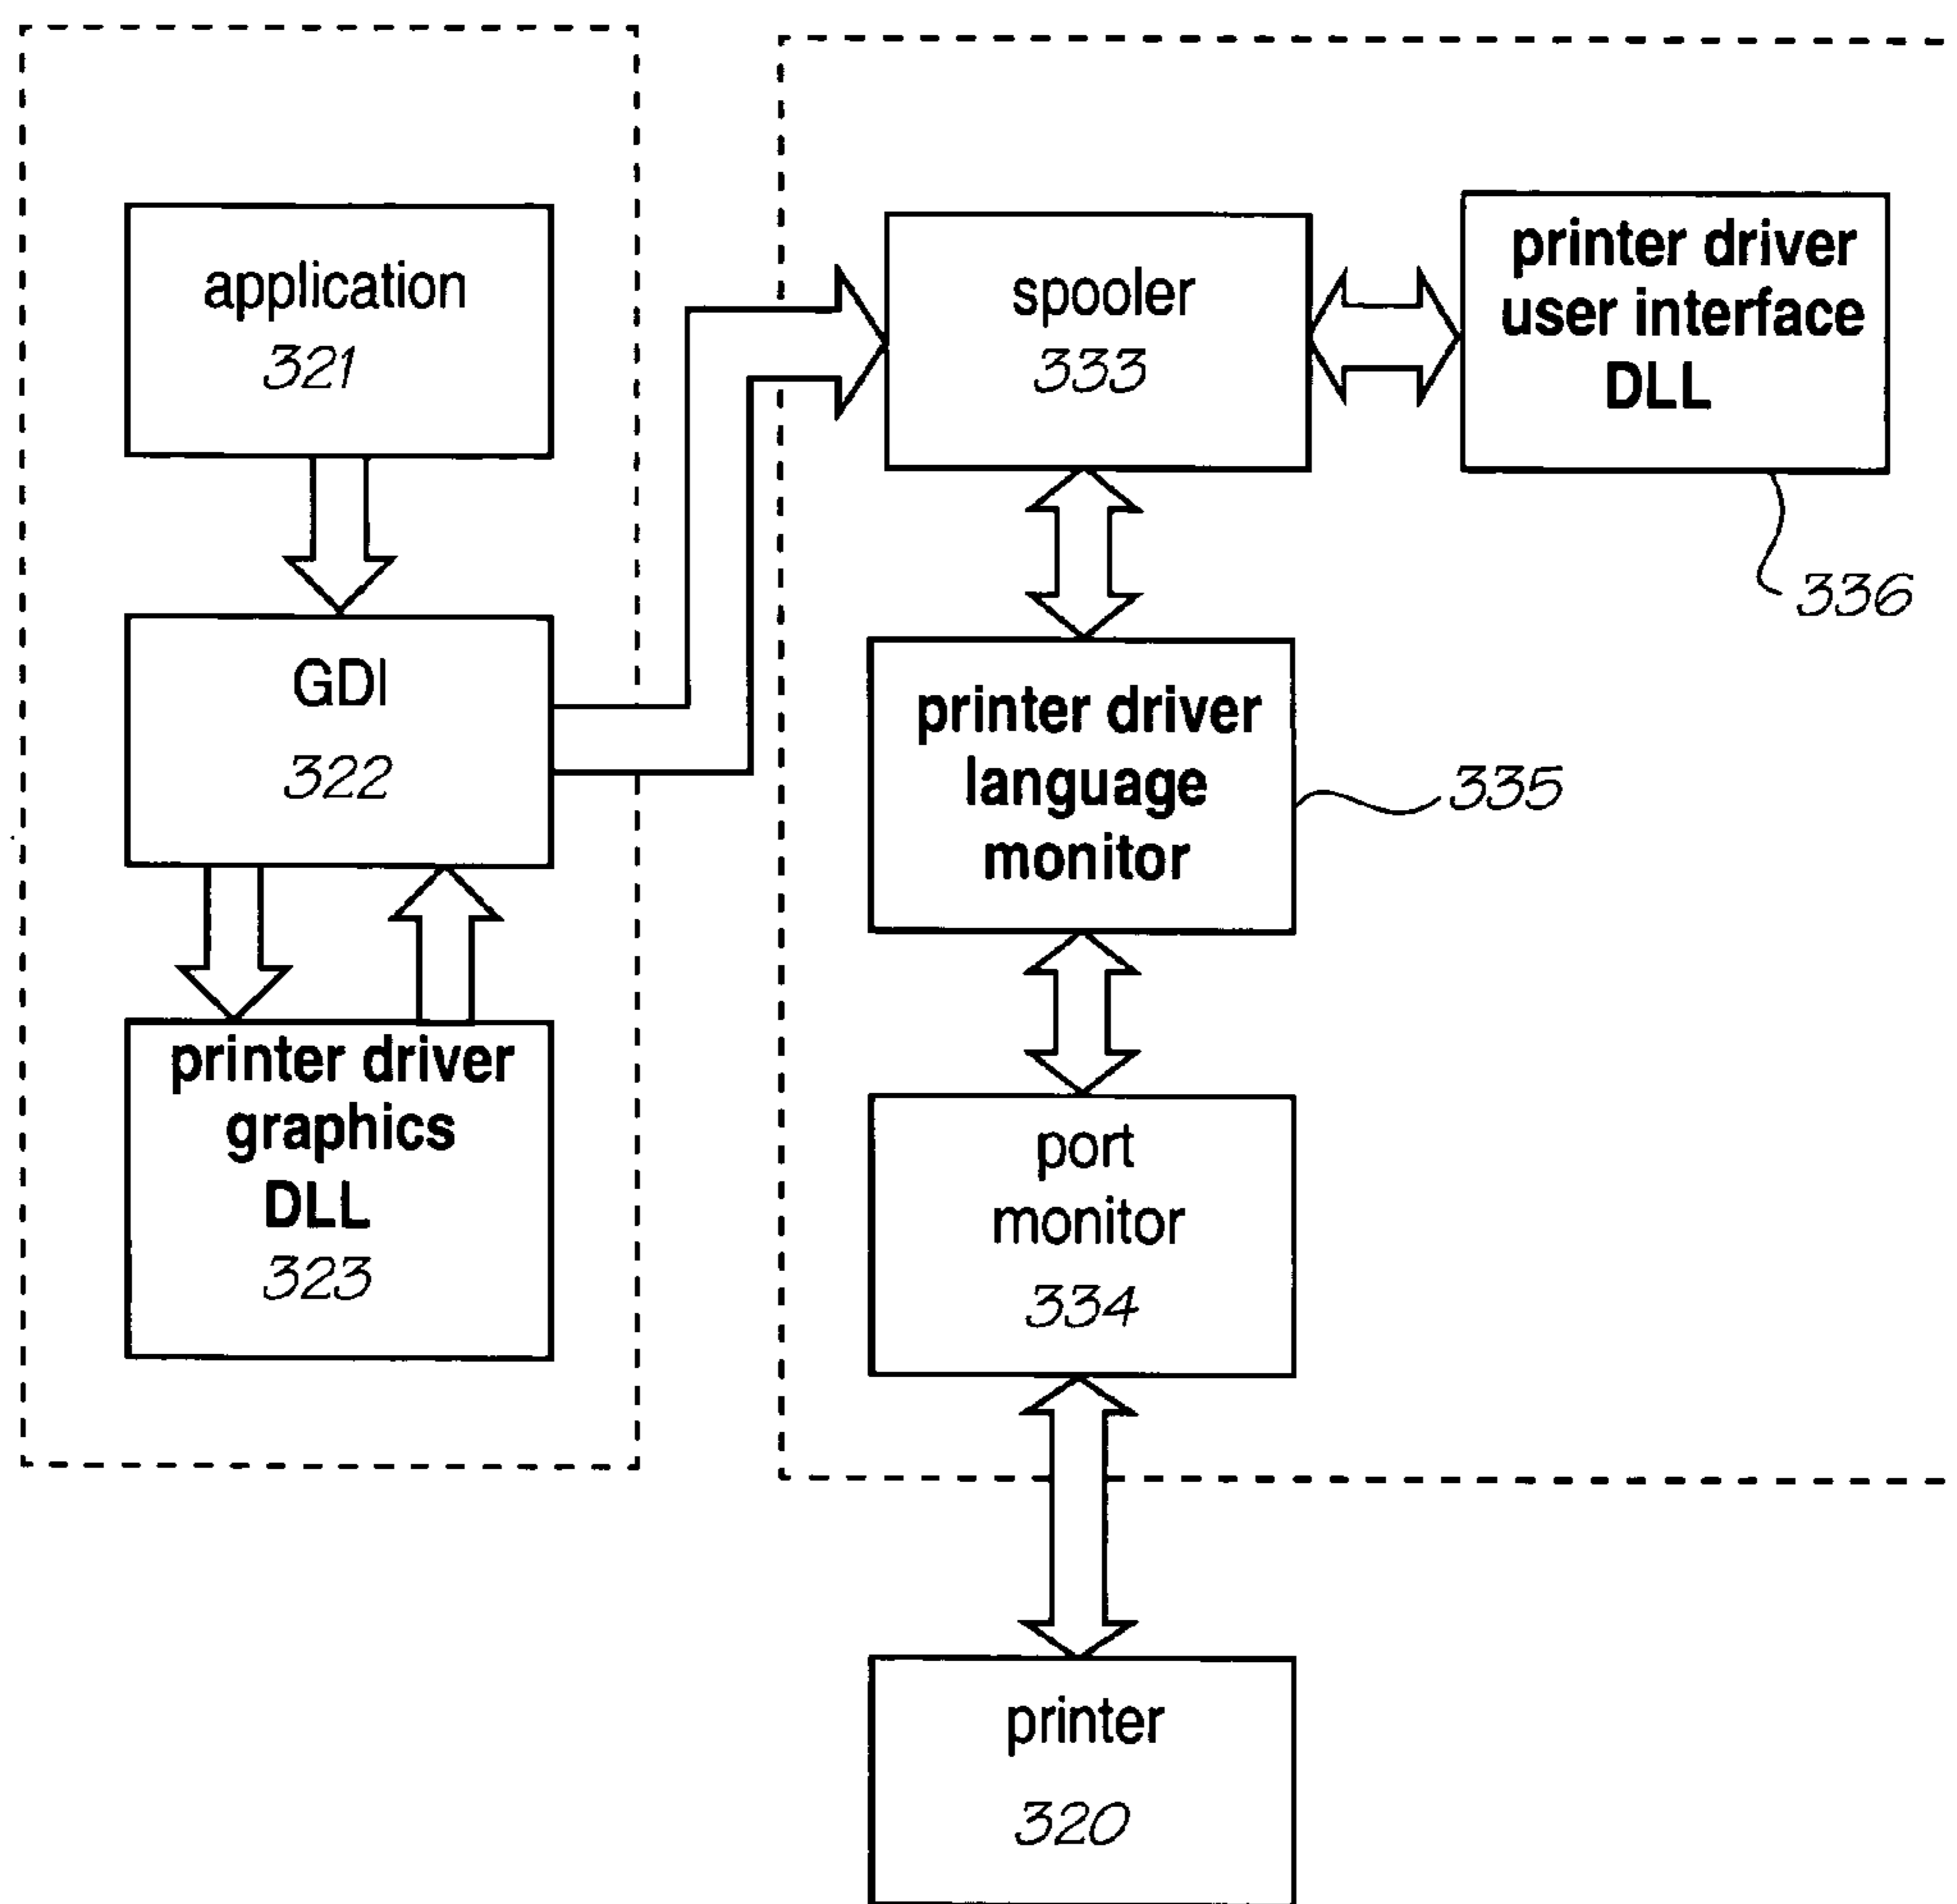 application
321
GDI
322
printer driver
graphics
DLL
323
spooler
333
printer driver
user interface
DLL
336
printer driver
language
monitor
335
port
monitor
334
printer
320